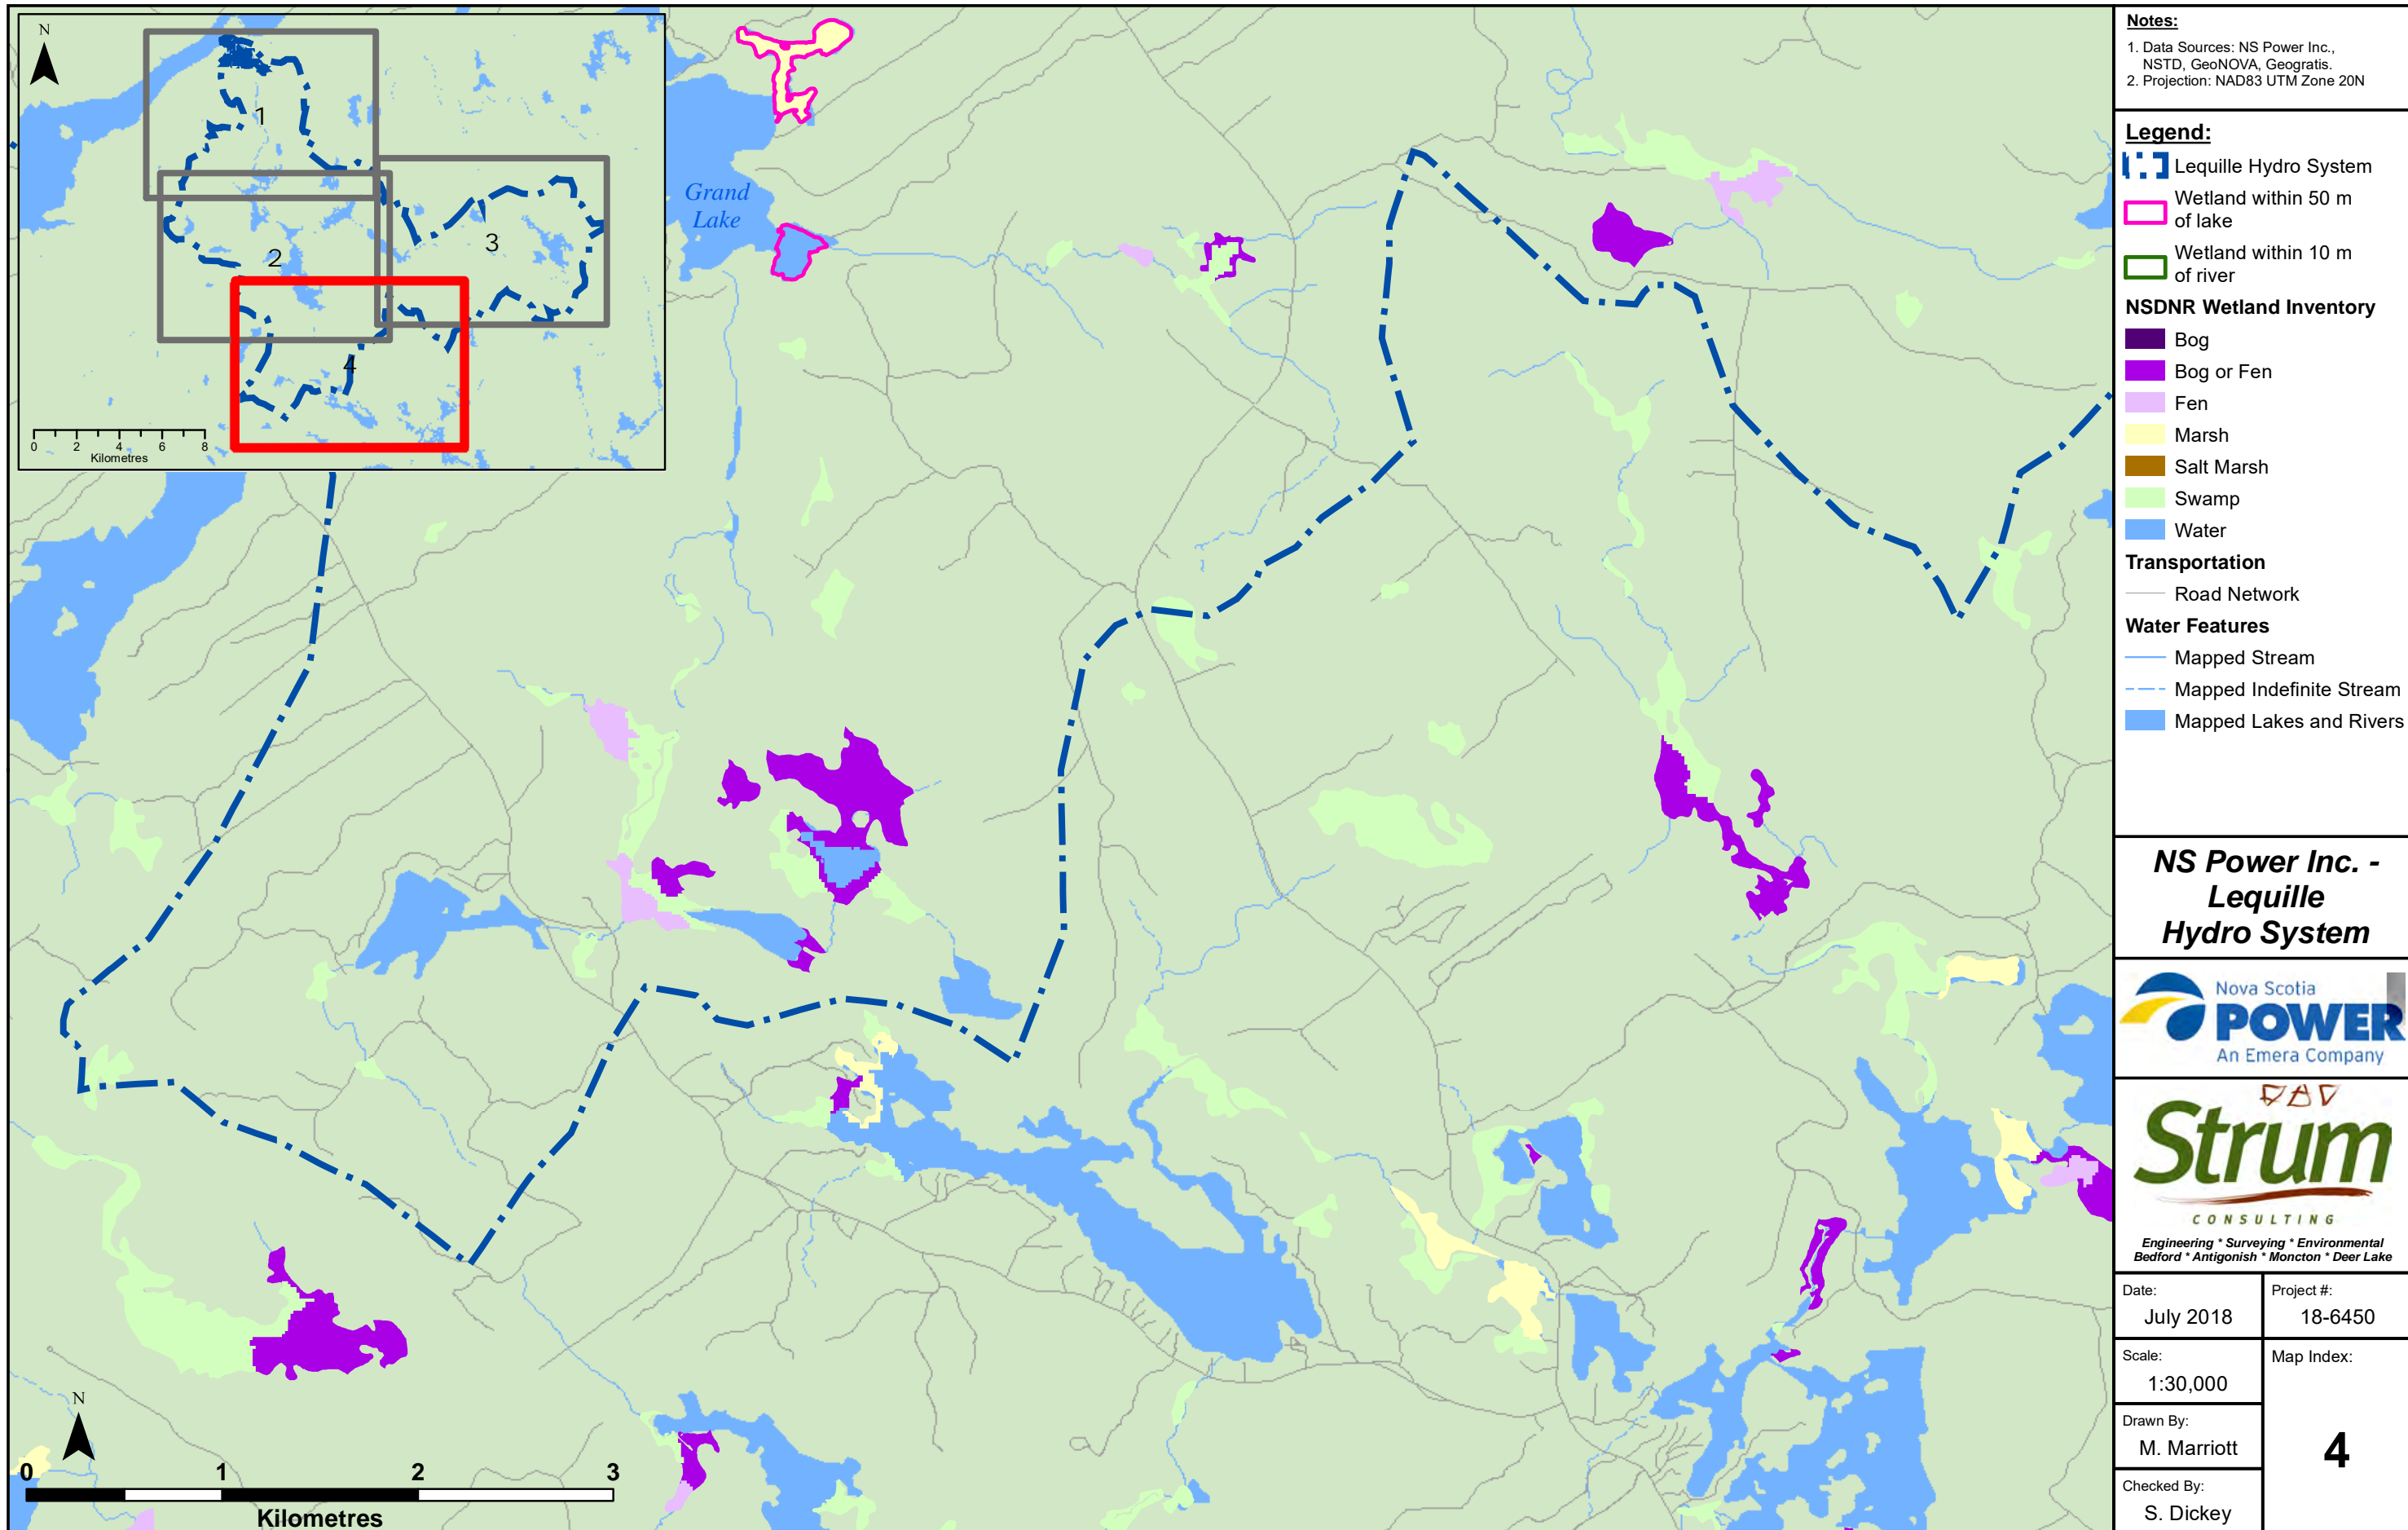 N
1
2
3
4
0 2 4 6 8
Kilometres
Grand
Lake
N
0 1 2 3
Kilometres
Notes:
1. Data Sources: NS Power Inc.,
NSTD, GeoNOVA, Geogratis.
2. Projection: NAD83 UTM Zone 20N
Legend:
Lequille Hydro System
Wetland within 50 m
of lake
Wetland within 10 m
of river
NSDNR Wetland Inventory
Bog
Bog or Fen
Fen
Marsh
Salt Marsh
Swamp
Water
Transportation
Road Network
Water Features
Mapped Stream
Mapped Indefinite Stream
Mapped Lakes and Rivers
NS Power Inc. -
Lequille
Hydro System
Nova Scotia
POWER
An Emera Company
Strum
CONSULTING
Engineering * Surveying * Environmental
Bedford * Antigonish * Moncton * Deer Lake
Date:
July 2018
Project #:
18-6450
Scale:
1:30,000
Map Index:
4
Drawn By:
M. Marriott
Checked By:
S. Dickey